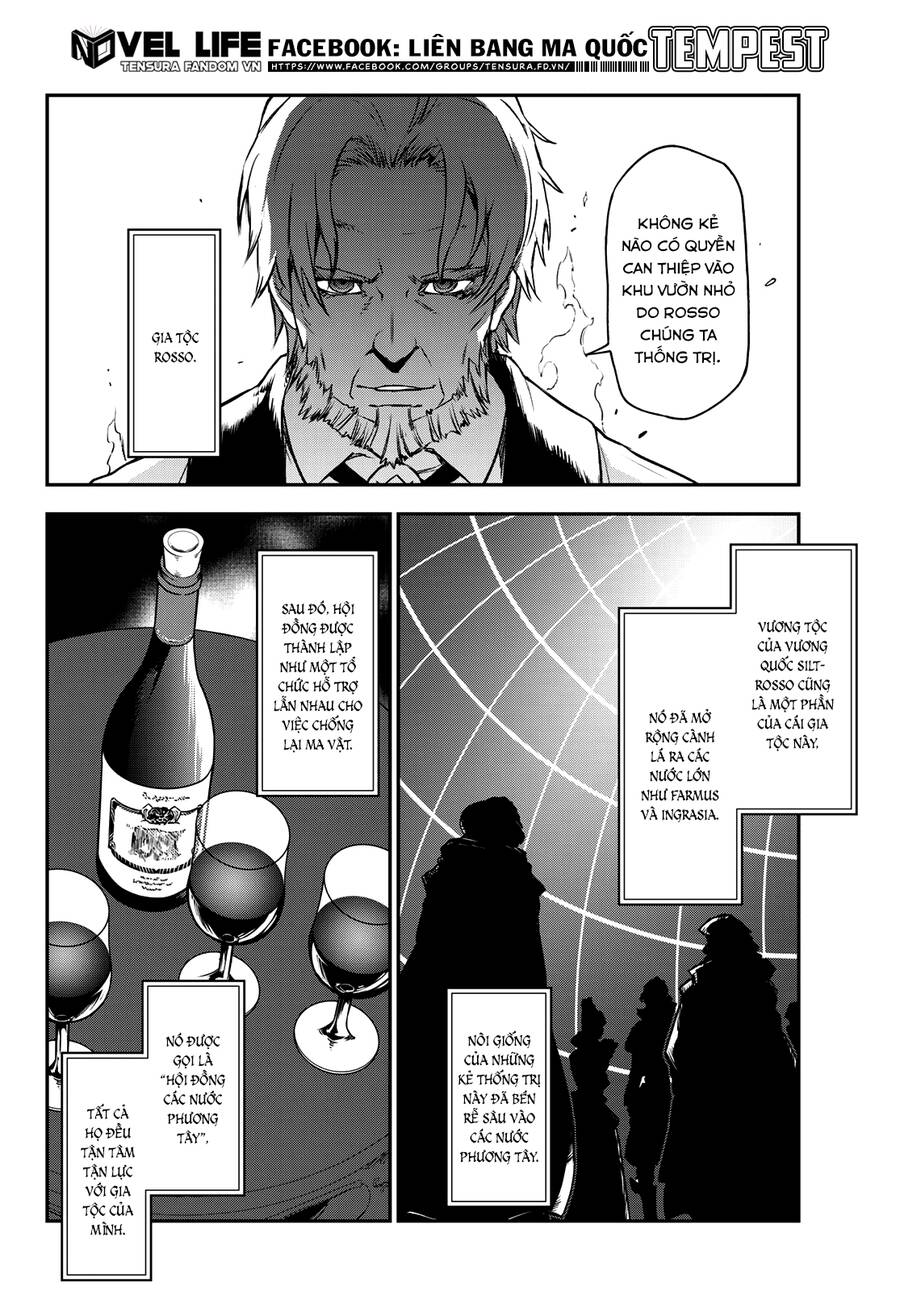 NOVEL LIFE
TENSURA FANDOM VN
FACEBOOK: LIÊN BANG MA QUỐC
HTTPS://WWW.FACEBOOK.COM/GROUPS/TENSURA.FD.VN/
TEMPEST
KHÔNG KẺ
NÀO CÓ QUYỀN
CAN THIỆP VÀO
KHU VƯỜN NHỎ
DO ROSSO
CHÚNG TA
THỐNG TRỊ.
GIA TỘC
ROSSO.
VƯƠNG TỘC
CỦA VƯƠNG
QUỐC SILT-
ROSSO CŨNG
LÀ MỘT PHẦN
CỦA CÁI GIA
TỘC NÀY.
NÓ ĐÃ MỞ
RỘNG CÀNH
LÁ RA CÁC
NƯỚC LỚN
NHƯ FARMUS
VÀ INGRASIA.
NÒI GIỐNG
CỦA NHỮNG
KẺ THỐNG TRỊ
NÀY ĐÃ BÉN
RỄ SÂU VÀO
CÁC NƯỚC
PHƯƠNG TÂY.
SAU ĐÓ, HỘI
ĐỒNG ĐƯỢC
THÀNH LẬP
NHƯ MỘT TỔ
CHỨC HỖ TRỢ
LẪN NHAU CHO
VIỆC CHỐNG
LẠI MA VẬT.
NÓ ĐƯỢC
GỌI LÀ
"HỘI ĐỒNG
CÁC NƯỚC
PHƯƠNG
TÂY",
TẤT CẢ
HỌ ĐỀU
TẬN TÂM
TẬN LỰC
VỚI GIA
TỘC CỦA
MÌNH.